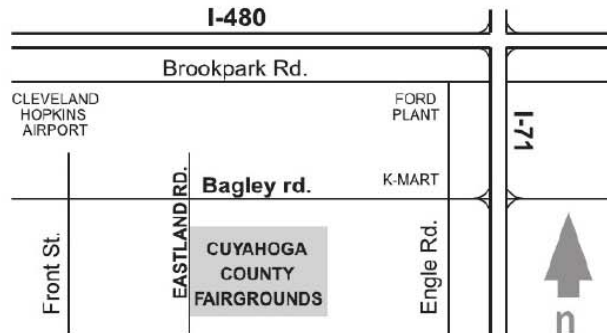 I-480
Brookpark Rd.
CLEVELAND
HOPKINS
AIRPORT
FORD
PLANT
I-71
K-MART
Bagley rd.
EASTLAND RD.
Front St.
CUYAHOGA
COUNTY
FAIRGROUNDS
Engle Rd.
n